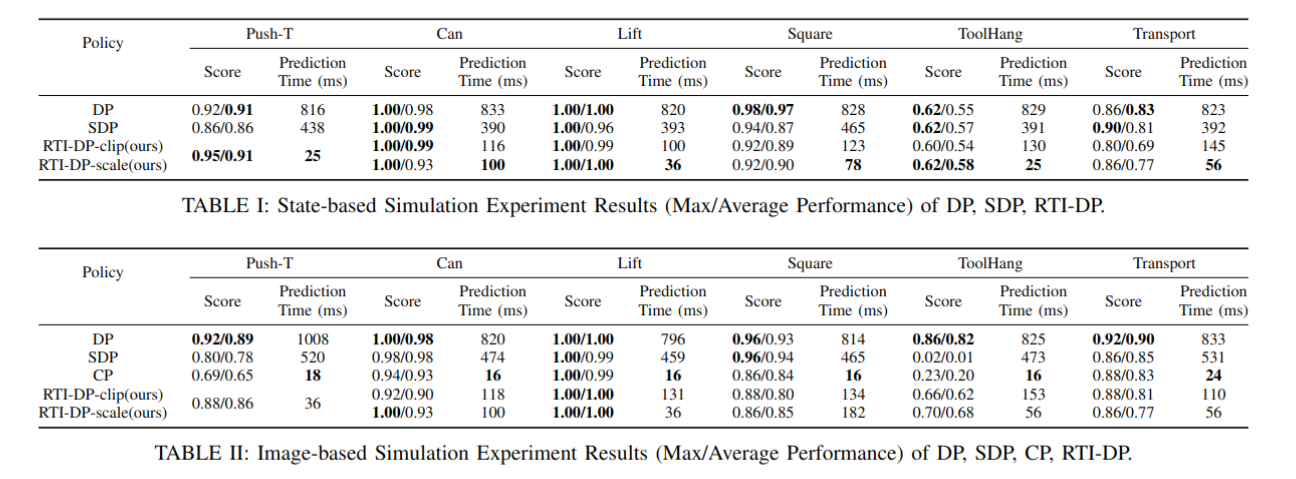 Policy Push-T Can Lift Square ToolHang Transport
Score Prediction Time (ms) Score Prediction Time (ms) Score Prediction Time (ms) Score Prediction Time (ms) Score Prediction Time (ms) Score Prediction Time (ms)
DP 0.92/0.91 816 1.00/0.98 833 1.00/1.00 820 0.98/0.97 828 0.62/0.55 829 0.86/0.83 823
SDP 0.86/0.86 438 1.00/0.99 390 1.00/0.96 393 0.94/0.87 465 0.62/0.57 391 0.90/0.81 392
RTI-DP-clip(ours) 0.95/0.91 25 1.00/0.99 116 1.00/0.99 100 0.92/0.89 123 0.60/0.54 130 0.80/0.69 145
RTI-DP-scale(ours) 1.00/0.93 100 1.00/1.00 36 0.92/0.90 78 0.62/0.58 25 0.86/0.77 56
TABLE I: State-based Simulation Experiment Results (Max/Average Performance) of DP, SDP, RTI-DP.
Policy Push-T Can Lift Square ToolHang Transport
Score Prediction Time (ms) Score Prediction Time (ms) Score Prediction Time (ms) Score Prediction Time (ms) Score Prediction Time (ms) Score Prediction Time (ms)
DP 0.92/0.89 1008 1.00/0.98 820 1.00/1.00 796 0.96/0.93 814 0.86/0.82 825 0.92/0.90 833
SDP 0.80/0.78 520 0.98/0.98 474 1.00/0.99 459 0.96/0.94 465 0.02/0.01 473 0.86/0.85 531
CP 0.69/0.65 18 0.94/0.93 16 1.00/0.99 16 0.86/0.84 16 0.23/0.20 16 0.88/0.83 24
RTI-DP-clip(ours) 0.88/0.86 36 0.92/0.90 118 1.00/1.00 131 0.88/0.80 134 0.66/0.62 153 0.88/0.81 110
RTI-DP-scale(ours) 1.00/0.93 100 1.00/1.00 36 0.86/0.85 182 0.70/0.68 56 0.86/0.77 56
TABLE II: Image-based Simulation Experiment Results (Max/Average Performance) of DP, SDP, CP, RTI-DP.